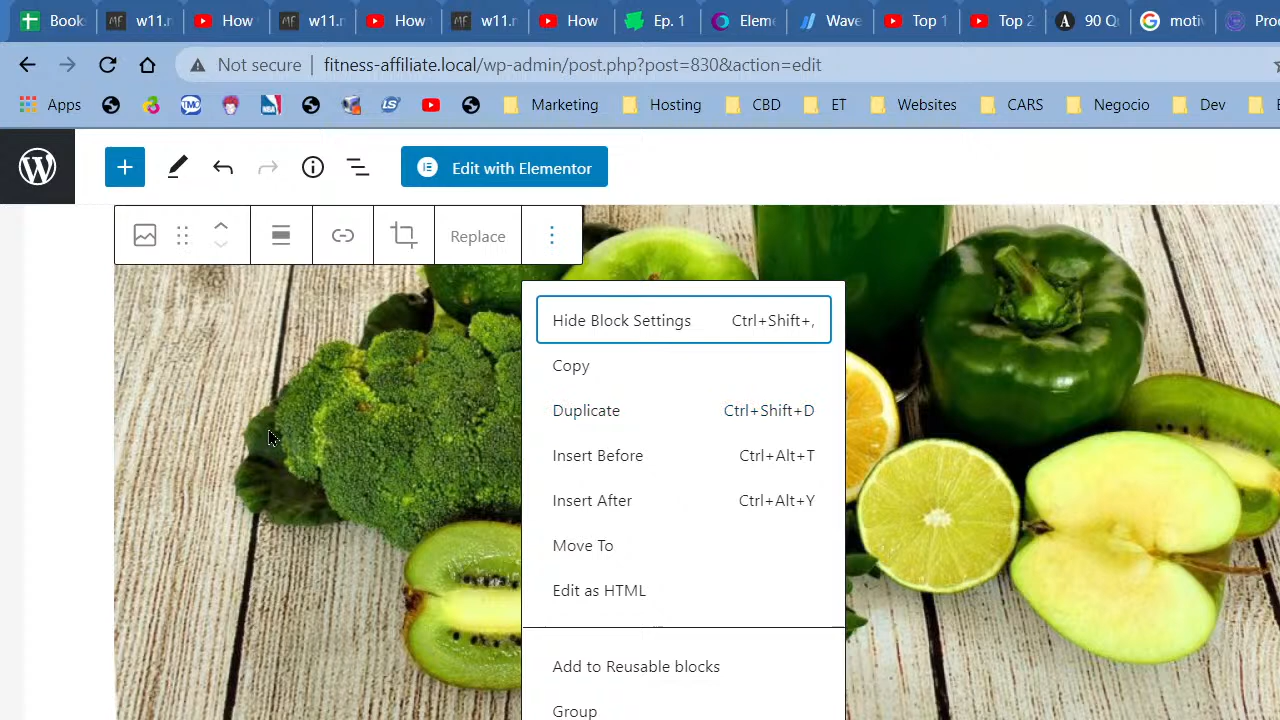 Book: w11.r How w11.r How w11.r How Ep. 1 Elem Wave Top 1 Top 2 90 Q motiv Prod
Not secure fitness-affiliate.local/wp-admin/post.php?post=830&action=edit
Apps Marketing Hosting CBD ET Websites CARS Negocio Dev
Edit with Elementor
Replace
Hide Block Settings Ctrl+Shift+,
Copy
Duplicate Ctrl+Shift+D
Insert Before Ctrl+Alt+T
Insert After Ctrl+Alt+Y
Move To
Edit as HTML
Add to Reusable blocks
Group